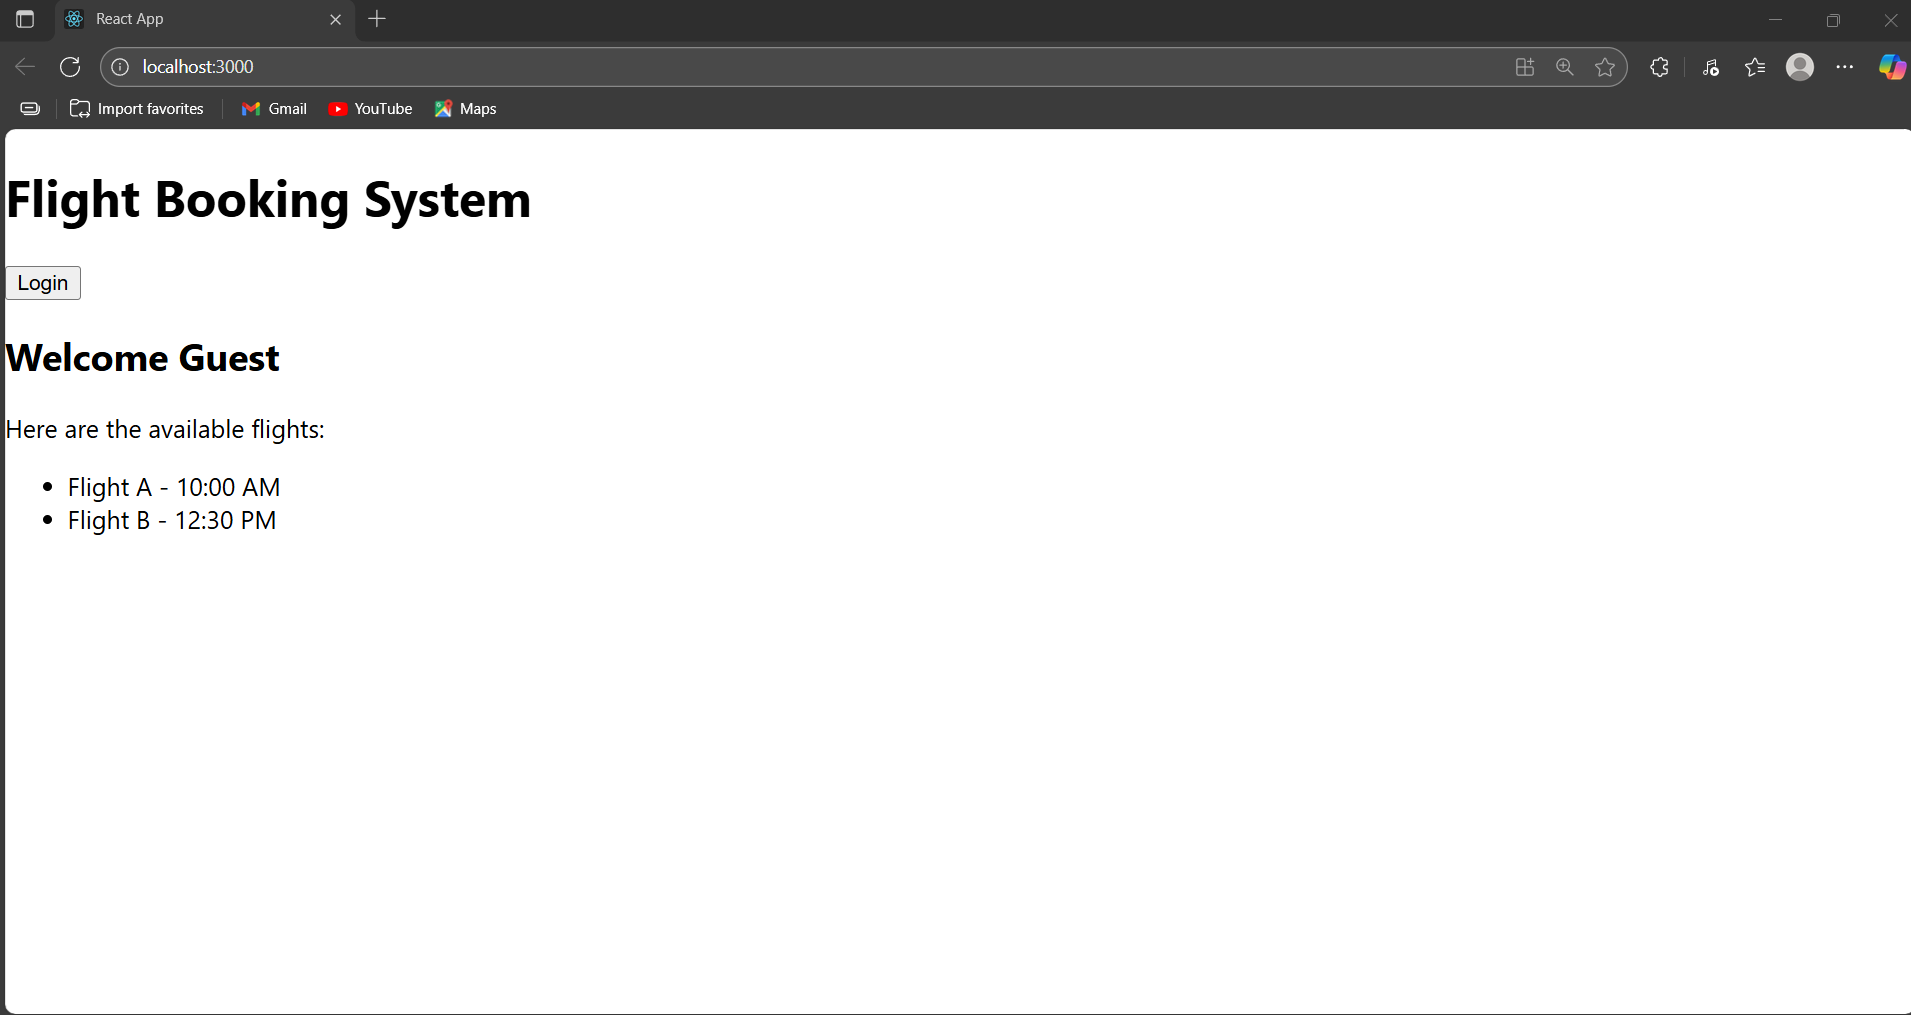 React App
localhost:3000
Import favorites Gmail YouTube Maps
Flight Booking System
Login
Welcome Guest
Here are the available flights:
Flight A - 10:00 AM
Flight B - 12:30 PM